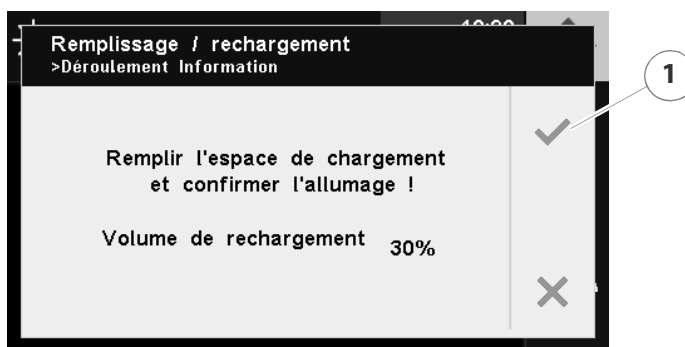 Remplissage / rechargement
>Déroulement Information
1
Remplir l'espace de chargement
et confirmer l'allumage !
Volume de rechargement 30%